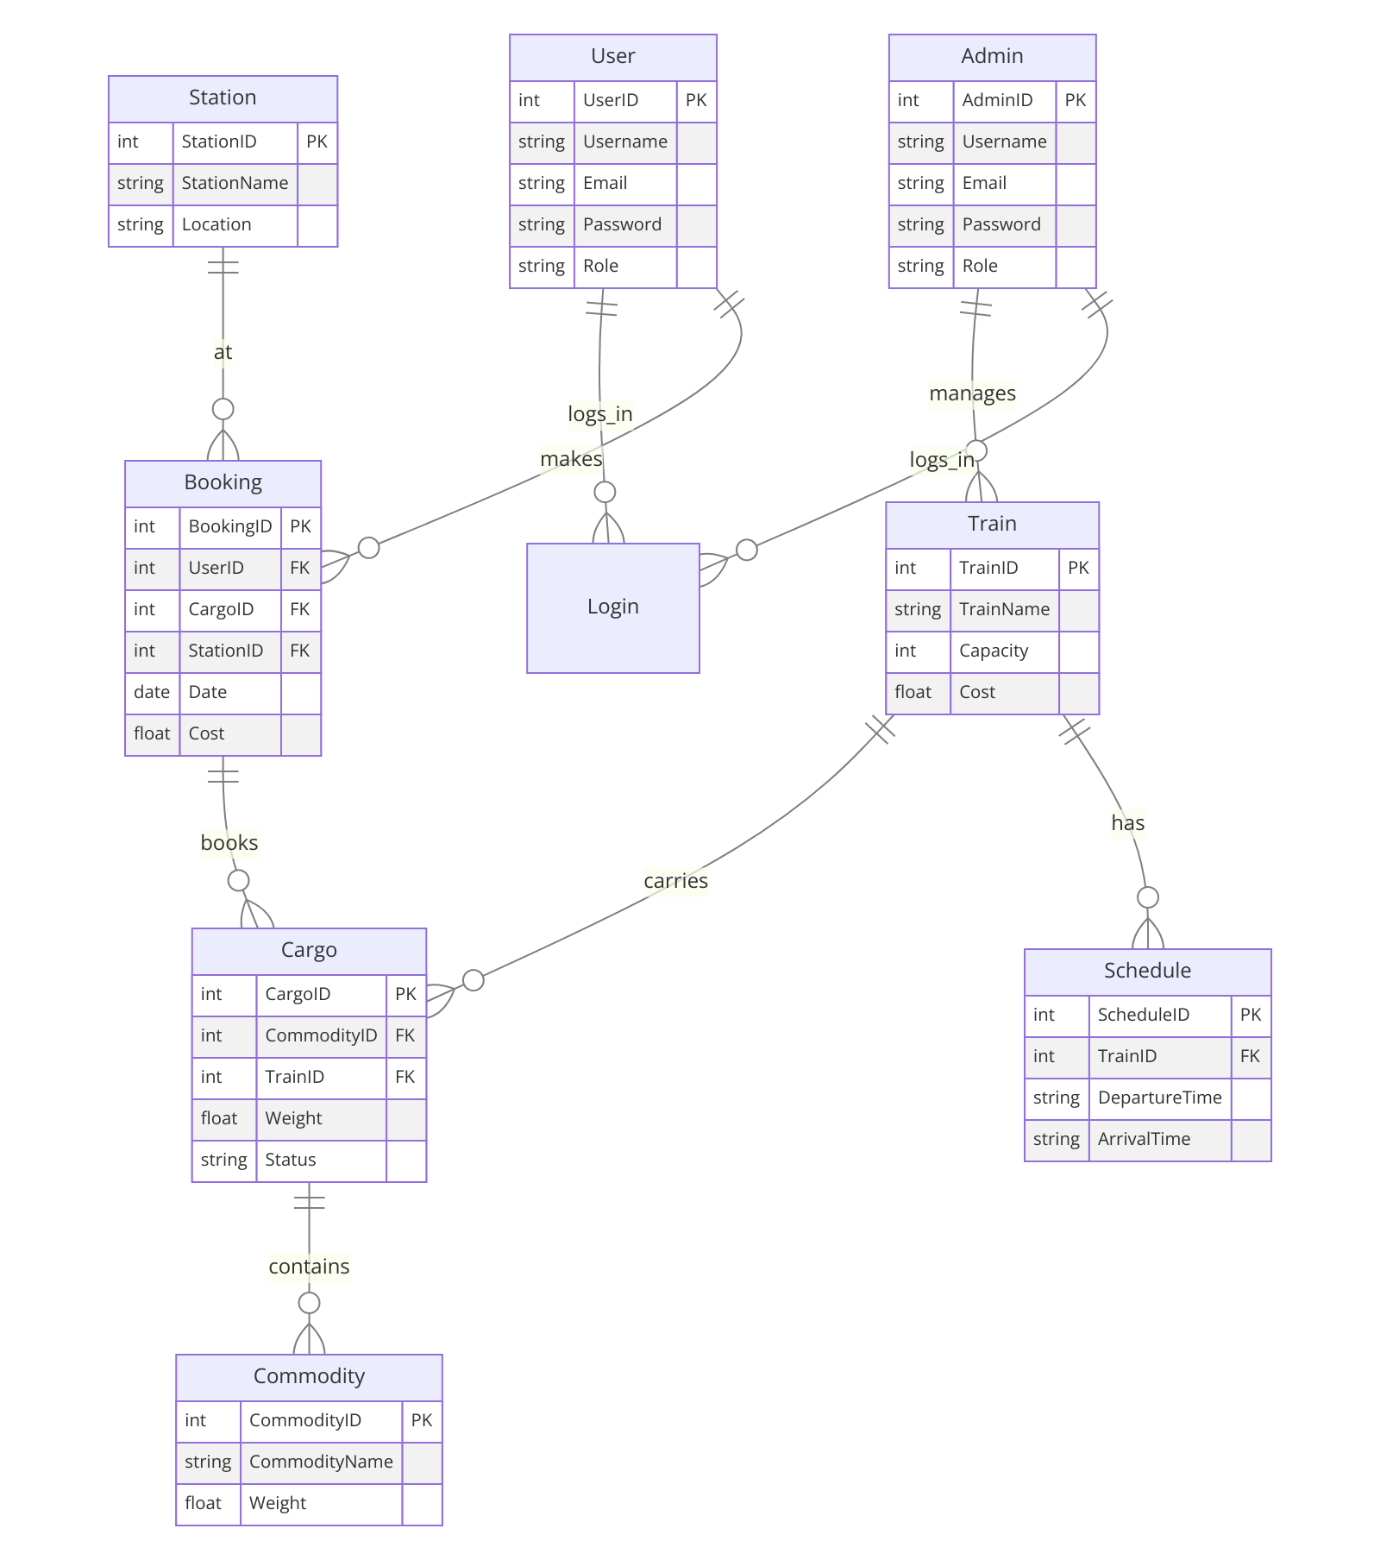 Station
int StationID PK
string StationName
string Location
User
int UserID PK
string Username
string Email
string Password
string Role
Admin
int AdminID PK
string Username
string Email
string Password
string Role
at
logs_in
makes
manages
logs_in
Booking
int BookingID PK
int UserID FK
int CargoID FK
int StationID FK
date Date
float Cost
Login
Train
int TrainID PK
string TrainName
int Capacity
float Cost
books
carries
has
Cargo
int CargoID PK
int CommodityID FK
int TrainID FK
float Weight
string Status
Schedule
int ScheduleID PK
int TrainID FK
string DepartureTime
string ArrivalTime
contains
Commodity
int CommodityID PK
string CommodityName
float Weight